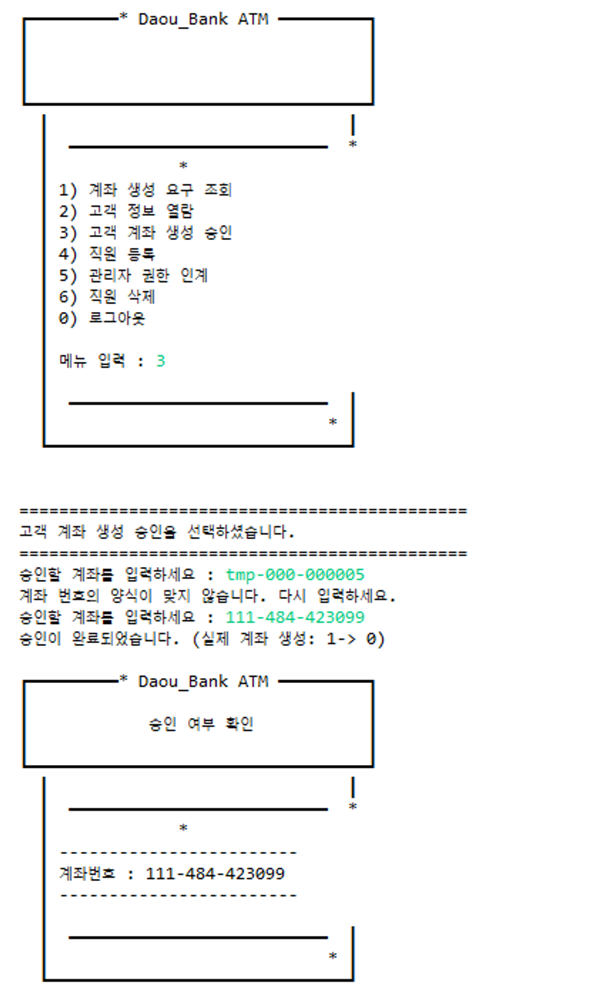 * Daou_Bank ATM
*
*
1) 계좌 생성 요구 조회
2) 고객 정보 열람
3) 고객 계좌 생성 승인
4) 직원 등록
5) 관리자 권한 인계
6) 직원 삭제
0) 로그아웃
메뉴 입력 : 3
*
=============================================
고객 계좌 생성 승인을 선택하셨습니다.
=============================================
승인할 계좌를 입력하세요 : tmp-000-000005
계좌 번호의 양식이 맞지 않습니다. 다시 입력하세요.
승인할 계좌를 입력하세요 : 111-484-423099
승인이 완료되었습니다. (실제 계좌 생성: 1-> 0)
* Daou_Bank ATM
승인 여부 확인
*
*
------------------------
계좌번호 : 111-484-423099
------------------------
*